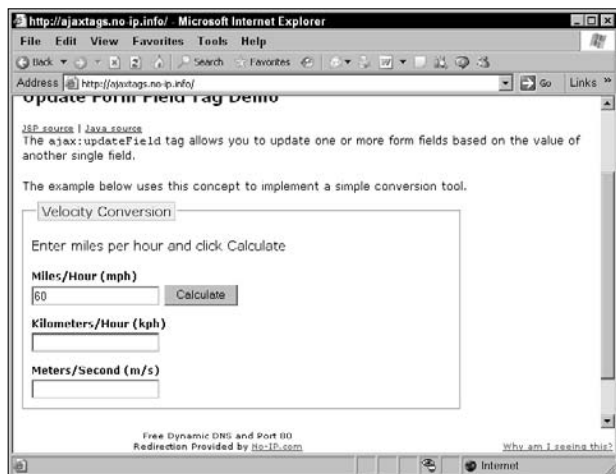 http://ajaxtags.no-ip.info/ - Microsoft Internet Explorer
File Edit View Favorites Tools Help
Back Search Favorites
Address http://ajaxtags.no-ip.info/ Go Links »
Update Form Field Tag Demo
JSP source | Java source
The ajax:updateField tag allows you to update one or more form fields based on the value of
another single field.
The example below uses this concept to implement a simple conversion tool.
Velocity Conversion
Enter miles per hour and click Calculate
Miles/Hour (mph)
60 Calculate
Kilometers/Hour (kph)
Meters/Second (m/s)
Free Dynamic DNS and Port 80
Redirection Provided by No-IP.com Why am I seeing this?
Internet